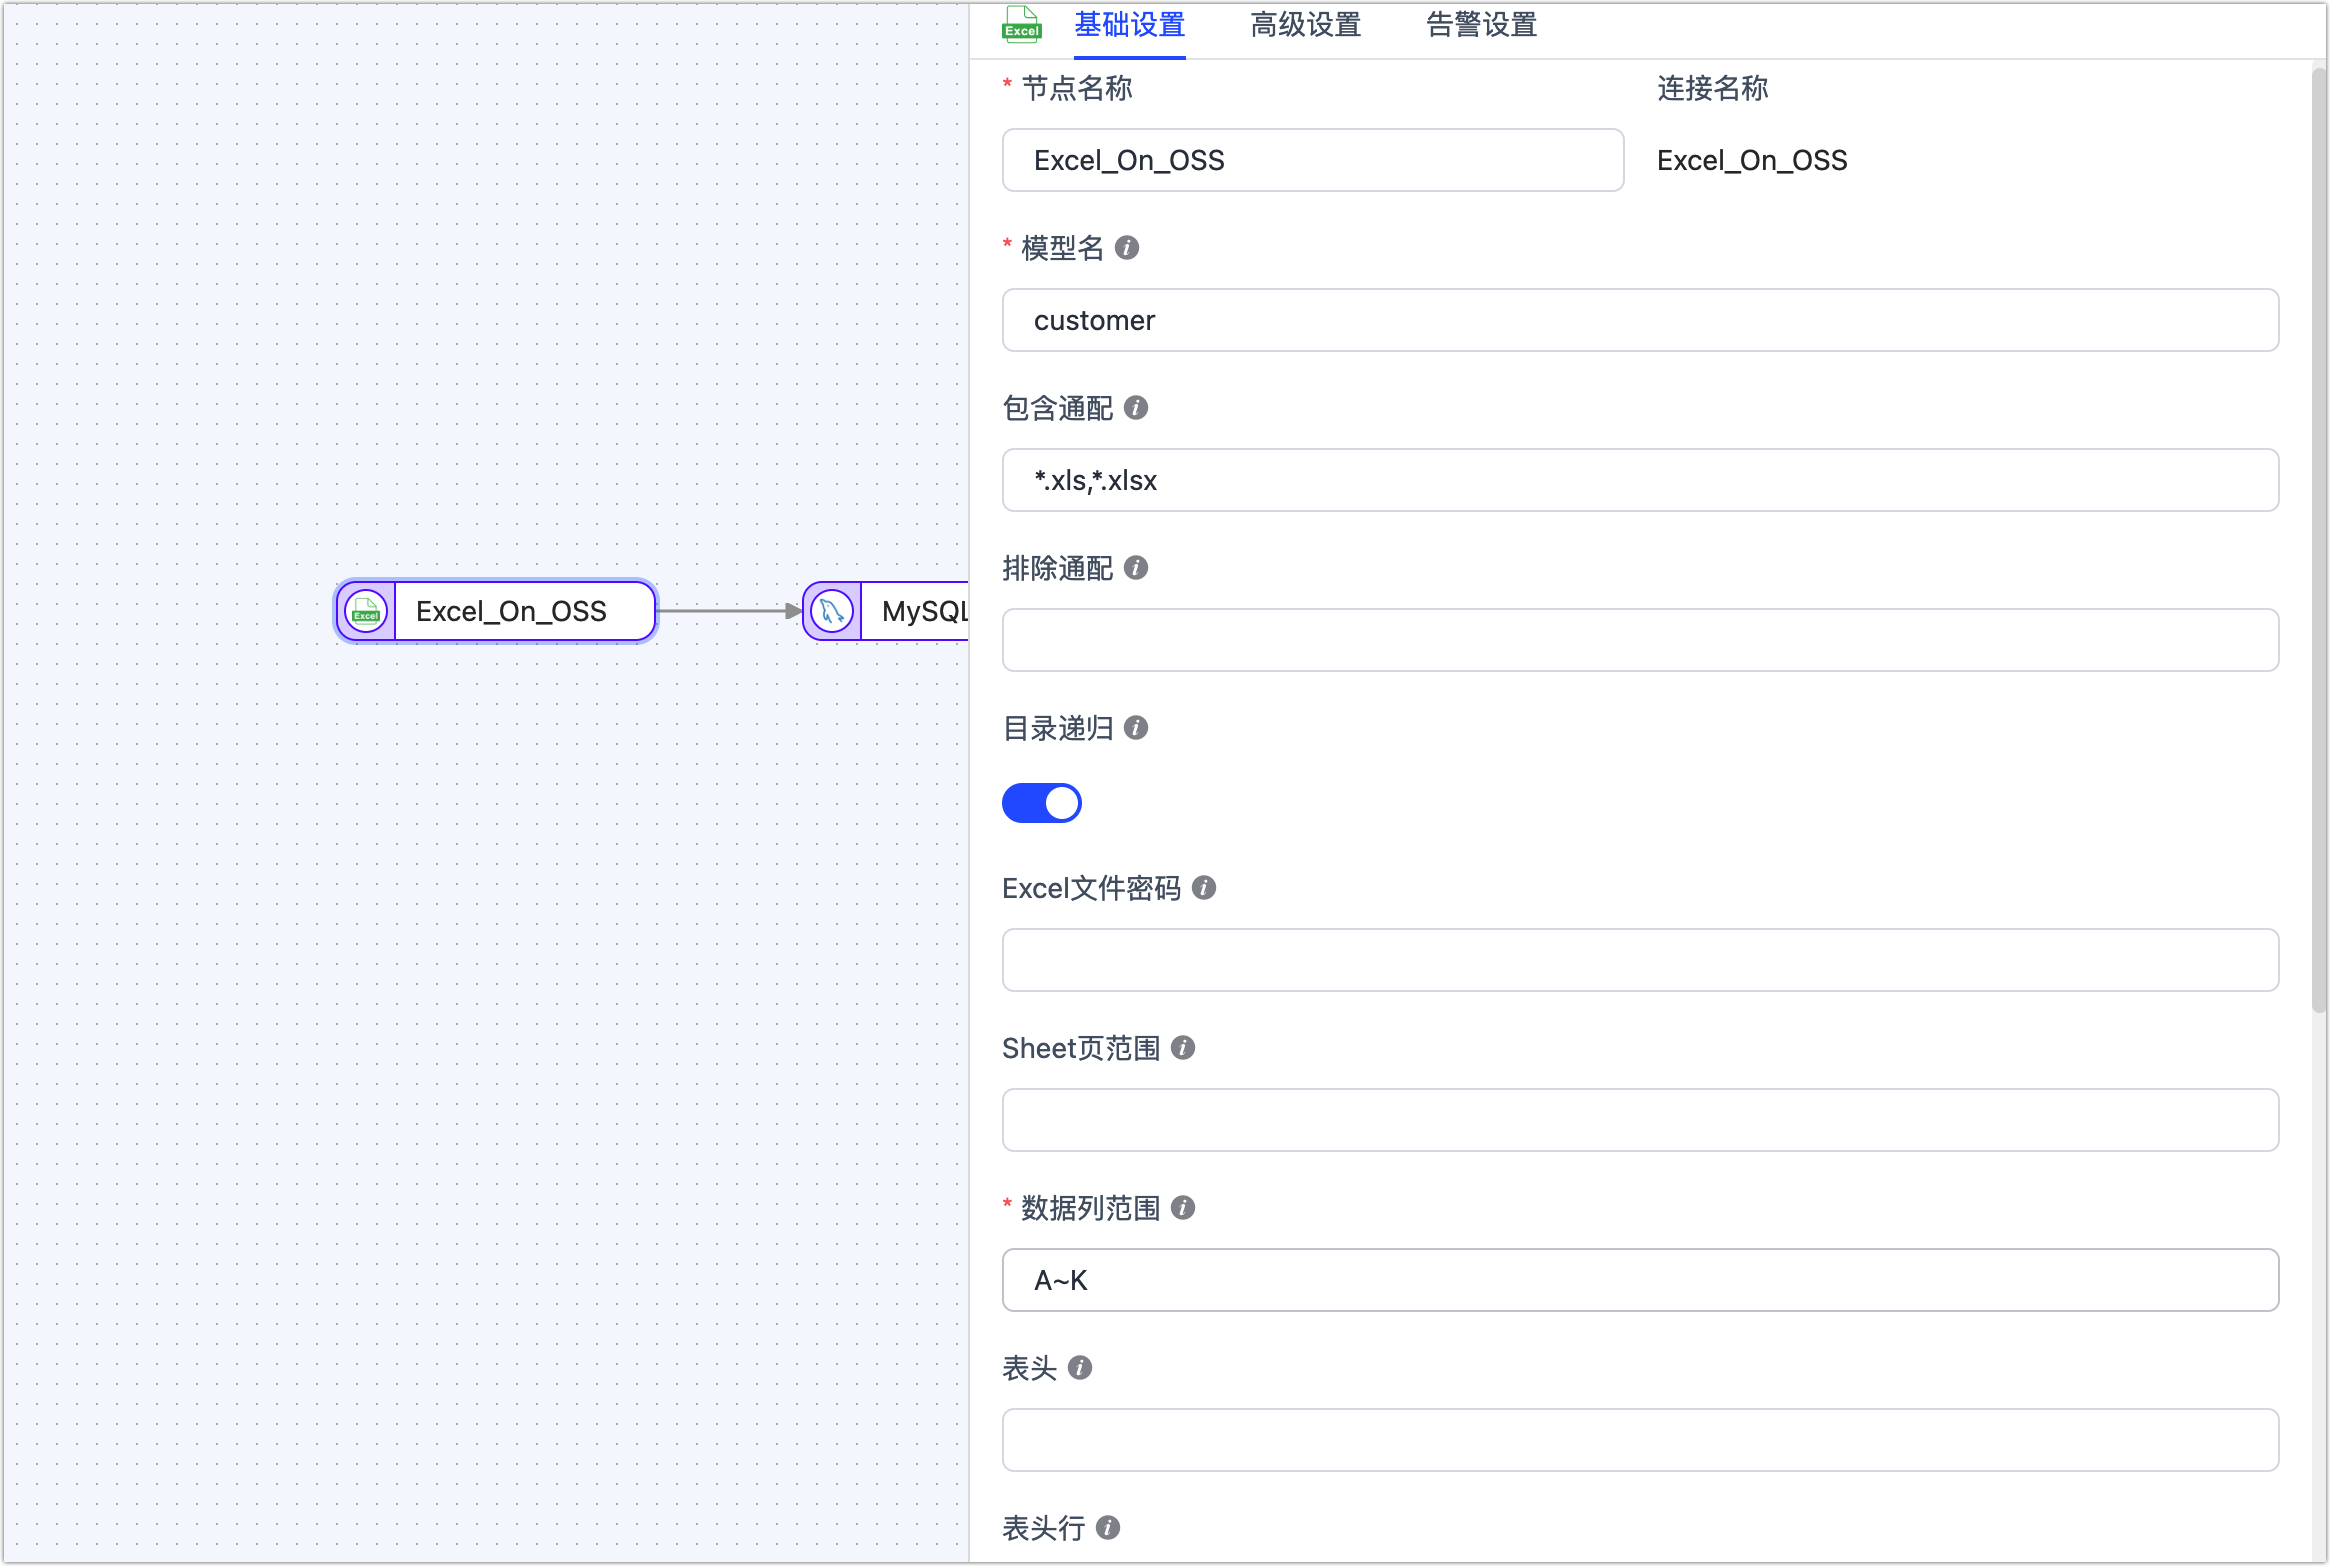 Excel 基础设置 高级设置 告警设置
* 节点名称 连接名称
Excel_On_OSS Excel_On_OSS
* 模型名
customer
包含通配
*.xls,*.xlsx
排除通配
Excel Excel_On_OSS MySQL
目录递归
Excel文件密码
Sheet页范围
* 数据列范围
A~K
表头
表头行